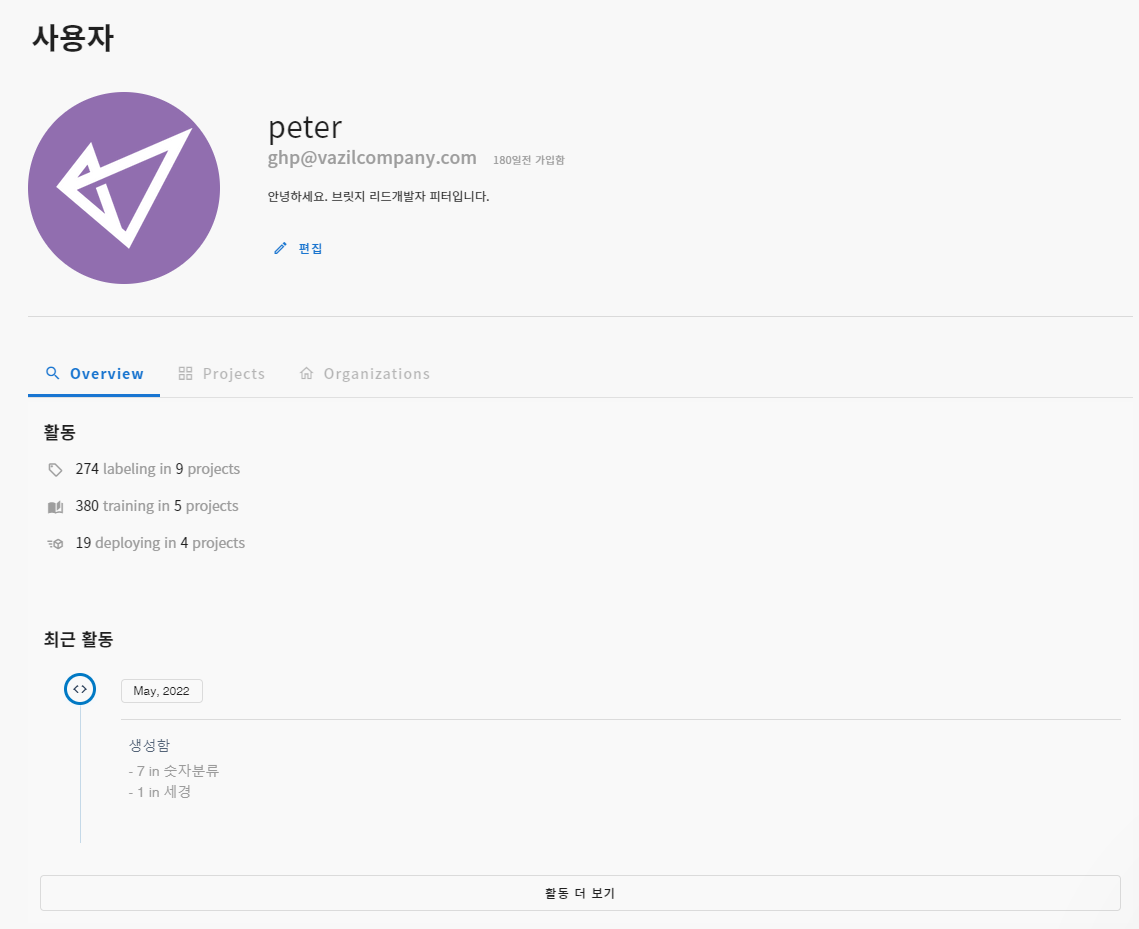 사용자
peter
ghp@vazilcompany.com 180일전 가입함
안녕하세요. 브릿지 리드개발자 피터입니다.
편집
Overview Projects Organizations
활동
274 labeling in 9 projects
380 training in 5 projects
19 deploying in 4 projects
최근 활동
May, 2022
생성함
- 7 in 숫자분류
- 1 in 세경
활동 더 보기